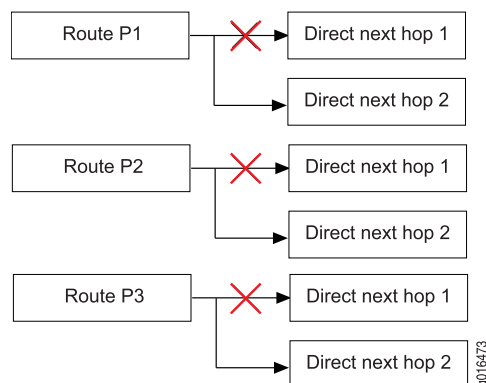 Route P1
Direct next hop 1
Direct next hop 2
Route P2
Direct next hop 1
Direct next hop 2
Route P3
Direct next hop 1
Direct next hop 2
g016473